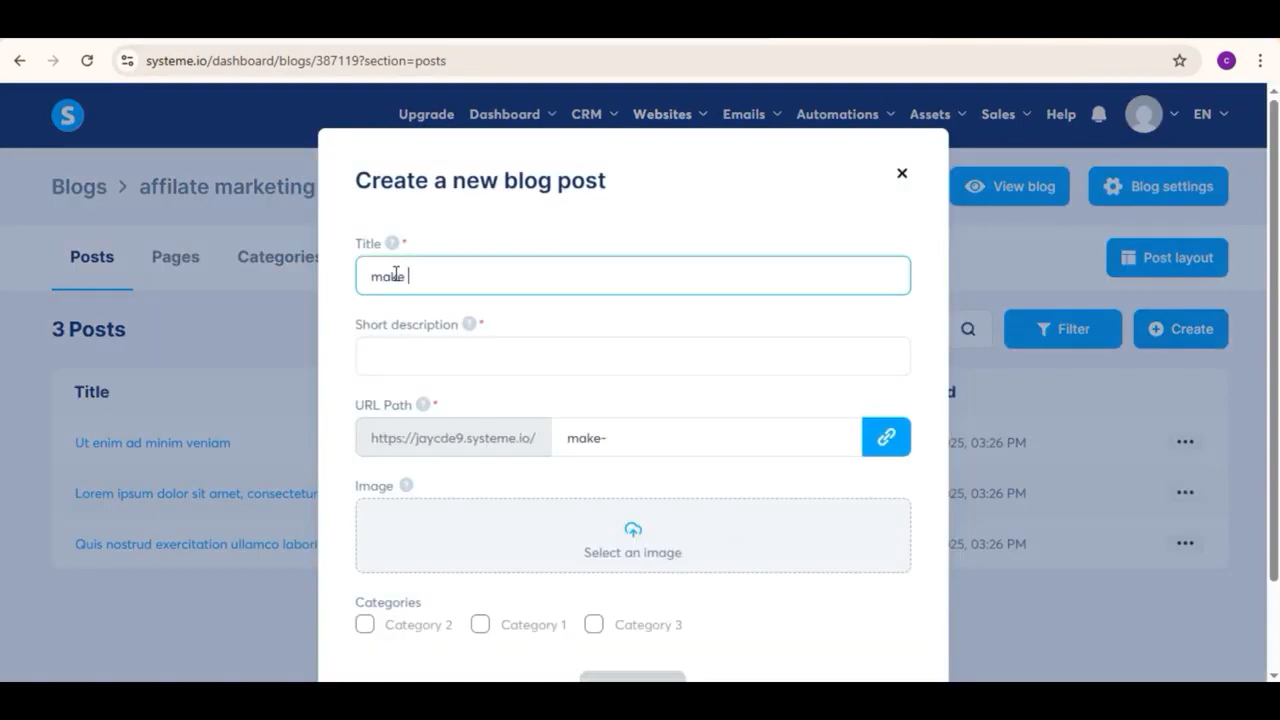 systeme.io/dashboard/blogs/387119?section=posts
C
S
Upgrade Dashboard CRM Websites Emails Automations Assets Sales Help EN
Create a new blog post
Blogs > affilate marketing
View blog
Blog settings
Title ? *
make
Posts Pages Categories
Post layout
Short description ? *
3 Posts
Filter
Create
Title
URL Path ? *
https://jaycde9.systeme.io/ make-
Ut enim ad minim veniam
25, 03:26 PM
Image ?
Lorem ipsum dolor sit amet, consectetur
25, 03:26 PM
Select an image
Quis nostrud exercitation ullamco labori
25, 03:26 PM
Categories
Category 2 Category 1 Category 3